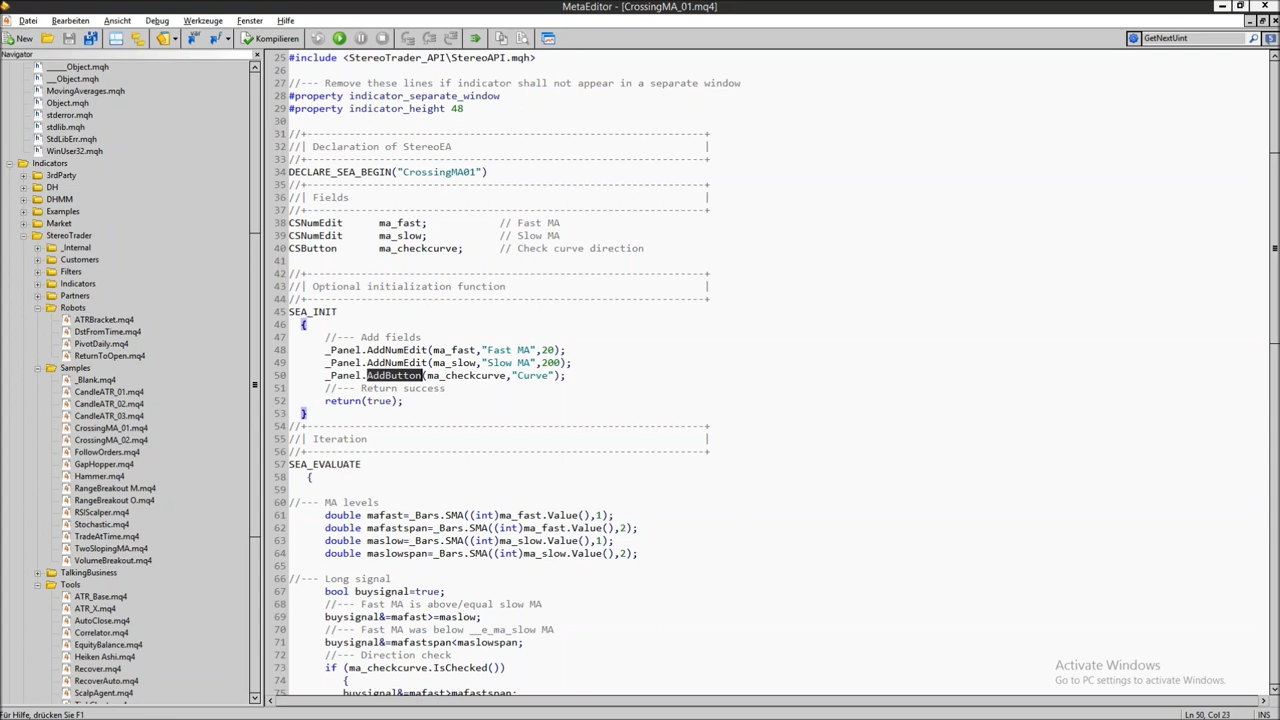 MetaEditor - [CrossingMA_01.mq4]
Datei Bearbeiten Ansicht Debug Werkzeuge Fenster Hilfe
New Kompilieren GetNextUint
Navigator
_____Object.mqh
__Object.mqh
MovingAverages.mqh
Object.mqh
stderror.mqh
stdlib.mqh
StdLibErr.mqh
WinUser32.mqh
Indicators
3rdParty
DH
DHMM
Examples
Market
StereoTrader
_Internal
Customers
Filters
Indicators
Partners
Robots
ATRBracket.mq4
DstFromTime.mq4
PivotDaily.mq4
ReturnToOpen.mq4
Samples
_Blank.mq4
CandleATR_01.mq4
CandleATR_02.mq4
CandleATR_03.mq4
CrossingMA_01.mq4
CrossingMA_02.mq4
FollowOrders.mq4
GapHopper.mq4
Hammer.mq4
RangeBreakout M.mq4
RangeBreakout O.mq4
RSIScalper.mq4
Stochastic.mq4
TradeAtTime.mq4
TwoSlopingMA.mq4
VolumeBreakout.mq4
TalkingBusiness
Tools
ATR_Base.mq4
ATR_X.mq4
AutoClose.mq4
Correlator.mq4
EquityBalance.mq4
Heiken Ashi.mq4
Recover.mq4
RecoverAuto.mq4
ScalpAgent.mq4
25 #include <StereoTrader_API\StereoAPI.mqh>
26
27 //--- Remove these lines if indicator shall not appear in a separate window
28 #property indicator_separate_window
29 #property indicator_height 48
30
31 //+------------------------------------------------------------------+
32 //| Declaration of StereoEA |
33 //+------------------------------------------------------------------+
34 DECLARE_SEA_BEGIN("CrossingMA01")
35 //+------------------------------------------------------------------+
36 //| Fields |
37 //+------------------------------------------------------------------+
38 CSNumEdit ma_fast; // Fast MA
39 CSNumEdit ma_slow; // Slow MA
40 CSButton ma_checkcurve; // Check curve direction
41
42 //+------------------------------------------------------------------+
43 //| Optional initialization function |
44 //+------------------------------------------------------------------+
45 SEA_INIT
46 {
47 //--- Add fields
48 _Panel.AddNumEdit(ma_fast,"Fast MA",20);
49 _Panel.AddNumEdit(ma_slow,"Slow MA",200);
50 _Panel.AddButton(ma_checkcurve,"Curve");
51 //--- Return success
52 return(true);
53 }
54 //+------------------------------------------------------------------+
55 //| Iteration |
56 //+------------------------------------------------------------------+
57 SEA_EVALUATE
58 {
59
60 //--- MA levels
61 double mafast=_Bars.SMA((int)ma_fast.Value(),1);
62 double mafastspan=_Bars.SMA((int)ma_fast.Value(),2);
63 double maslow=_Bars.SMA((int)ma_slow.Value(),1);
64 double maslowspan=_Bars.SMA((int)ma_slow.Value(),2);
65
66 //--- Long signal
67 bool buysignal=true;
68 //--- Fast MA is above/equal slow MA
69 buysignal&=mafast>=maslow;
70 //--- Fast MA was below __e_ma_slow MA
71 buysignal&=mafastspan<maslowspan;
72 //--- Direction check
73 if (ma_checkcurve.IsChecked())
74 {
75 buysignal&=mafast>mafastspan;
Activate Windows
Go to PC settings to activate Windows.
Für Hilfe, drücken Sie F1 Ln 50, Col 23 INS